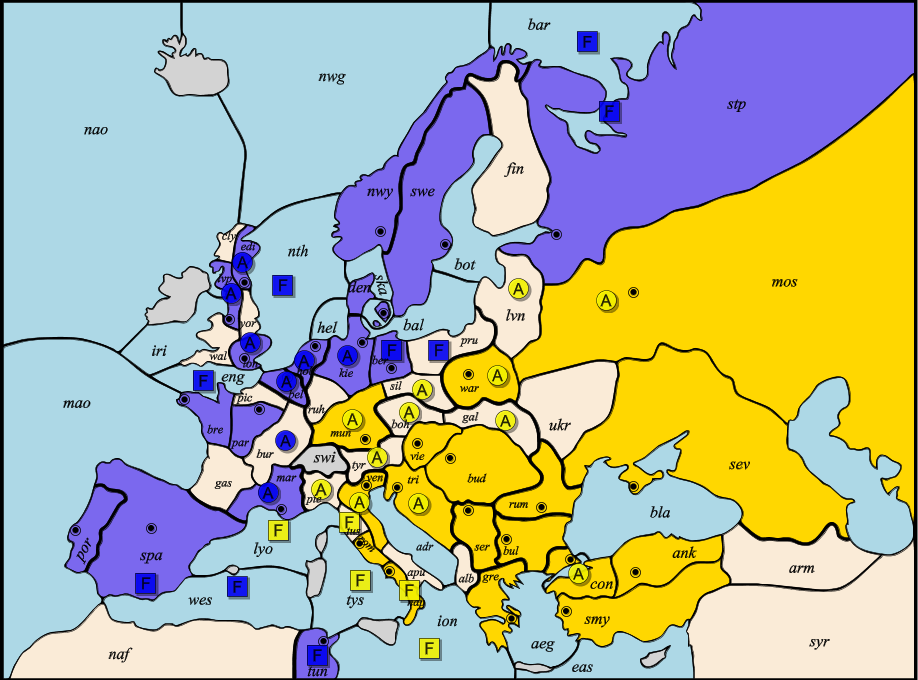 bar
F
nwg
stp
F
nao
fin
nwy
swe
cly
edi
A
nth
bot
mos
lvp
A
F
den
ska
A
lvn
A
yor
hel
bal
iri
wal
A
lon
pru
F
F
A
hol
A
kie
ber
war
A
eng
F
A
bel
sil
A
mao
pic
ruh
A
boh
A
gal
A
ukr
bre
par
A
bur
mun
swi
tyr
A
vie
sev
gas
mar
A
pie
A
ven
A
tri
A
bud
rum
bla
lyo
F
F
tus
rom
adr
ser
bul
ank
por
spa
F
wes
F
tys
F
apu
F
nap
alb
gre
A
con
arm
smy
ion
F
aeg
eas
syr
naf
F
tun